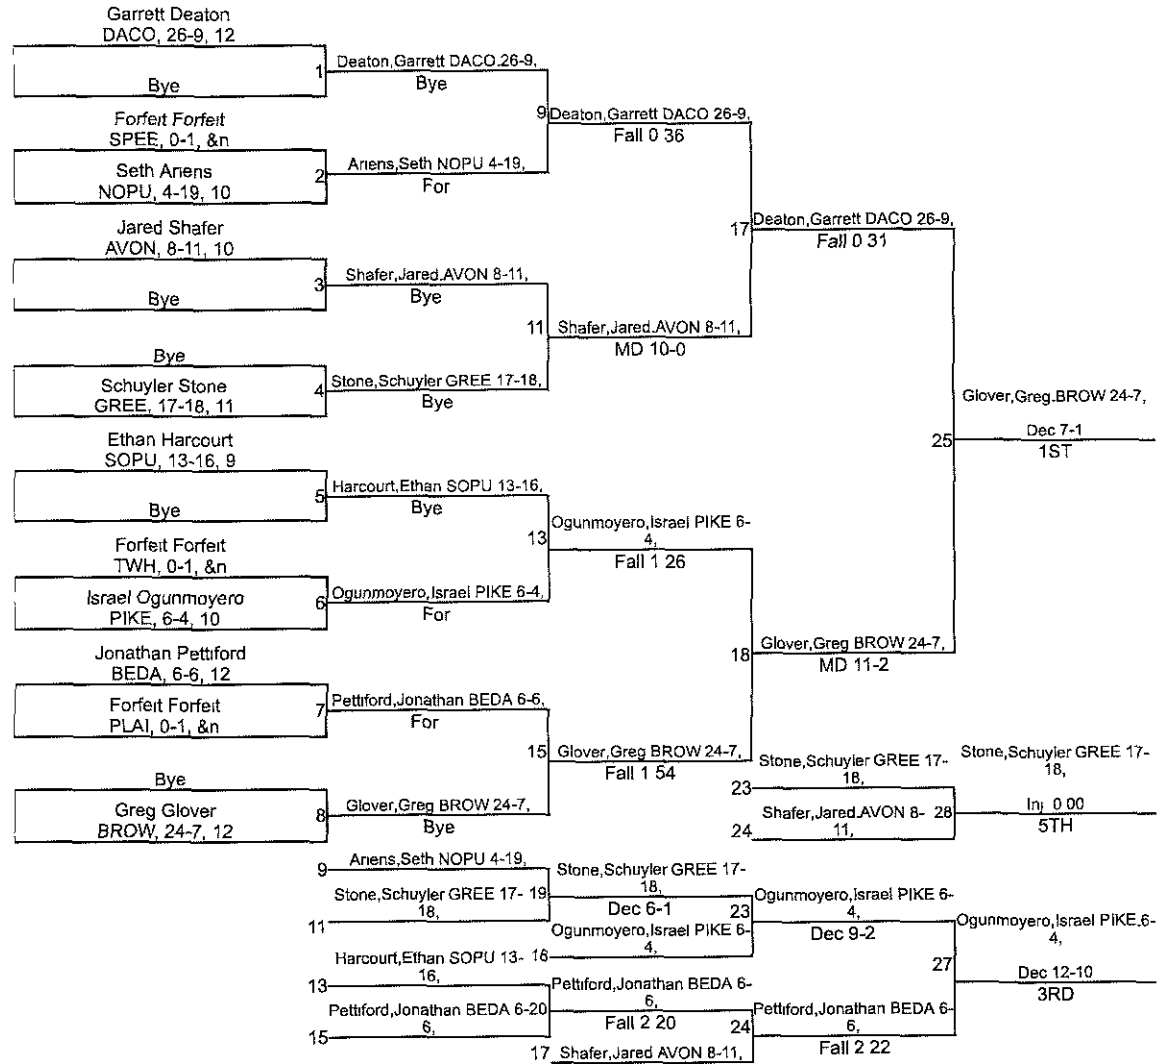 Garrett Deaton
DACO, 26-9, 12
1
Deaton,Garrett DACO.26-9,
Bye
Bye
Forfeit Forfeit
SPEE, 0-1, &n
9
Deaton,Garrett DACO 26-9,
Fall 0 36
Seth Ariens
NOPU, 4-19, 10
2
Ariens,Seth NOPU 4-19,
For
Jared Shafer
AVON, 8-11, 10
17
Deaton,Garrett DACO 26-9,
Fall 0 31
3
Shafer,Jared.AVON 8-11,
Bye
Bye
11
Shafer,Jared.AVON 8-11,
MD 10-0
Bye
Schuyler Stone
GREE, 17-18, 11
4
Stone,Schuyler GREE 17-18,
Bye
Glover,Greg.BROW 24-7,
25
Dec 7-1
1ST
Ethan Harcourt
SOPU, 13-16, 9
5
Harcourt,Ethan SOPU 13-16,
Bye
Bye
13
Ogunmoyero,Israel PIKE 6-
4,
Fall 1 26
Forfeit Forfeit
TWH, 0-1, &n
Israel Ogunmoyero
PIKE, 6-4, 10
6
Ogunmoyero,Israel PIKE 6-4,
For
18
Glover,Greg BROW 24-7,
MD 11-2
Jonathan Pettiford
BEDA, 6-6, 12
Forfeit Forfeit
PLAI, 0-1, &n
7
Pettiford,Jonathan BEDA 6-6,
For
15
Glover,Greg BROW 24-7,
Fall 1 54
Bye
Greg Glover
BROW, 24-7, 12
8
Glover,Greg BROW 24-7,
Bye
23
Stone,Schuyler GREE 17-
18,
24
Shafer,Jared.AVON 8-
11,
28
Stone,Schuyler GREE 17-
18,
Inj 0 00
5TH
9
Ariens,Seth NOPU 4-19,
11
Stone,Schuyler GREE 17-
18,
19
Stone,Schuyler GREE 17-
18,
Dec 6-1
Ogunmoyero,Israel PIKE 6-
4,
18
23
Ogunmoyero,Israel PIKE 6-
4,
Dec 9-2
13
Harcourt,Ethan SOPU 13-
16,
15
Pettiford,Jonathan BEDA 6-
6,
20
Pettiford,Jonathan BEDA 6-
6,
Fall 2 20
17
Shafer,Jared AVON 8-11,
24
Pettiford,Jonathan BEDA 6-
6,
Fall 2 22
27
Ogunmoyero,Israel PIKE.6-
4,
Dec 12-10
3RD